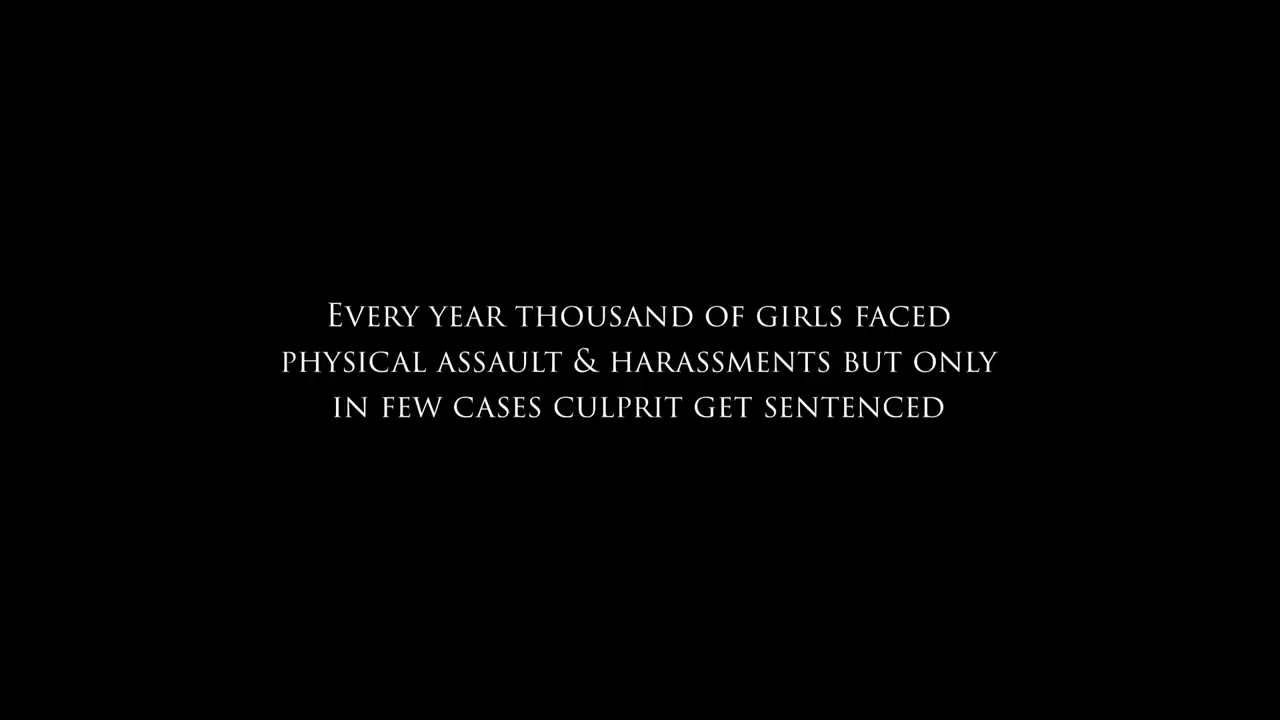 Every year thousand of girls faced
physical assault & harassments but only
in few cases culprit get sentenced